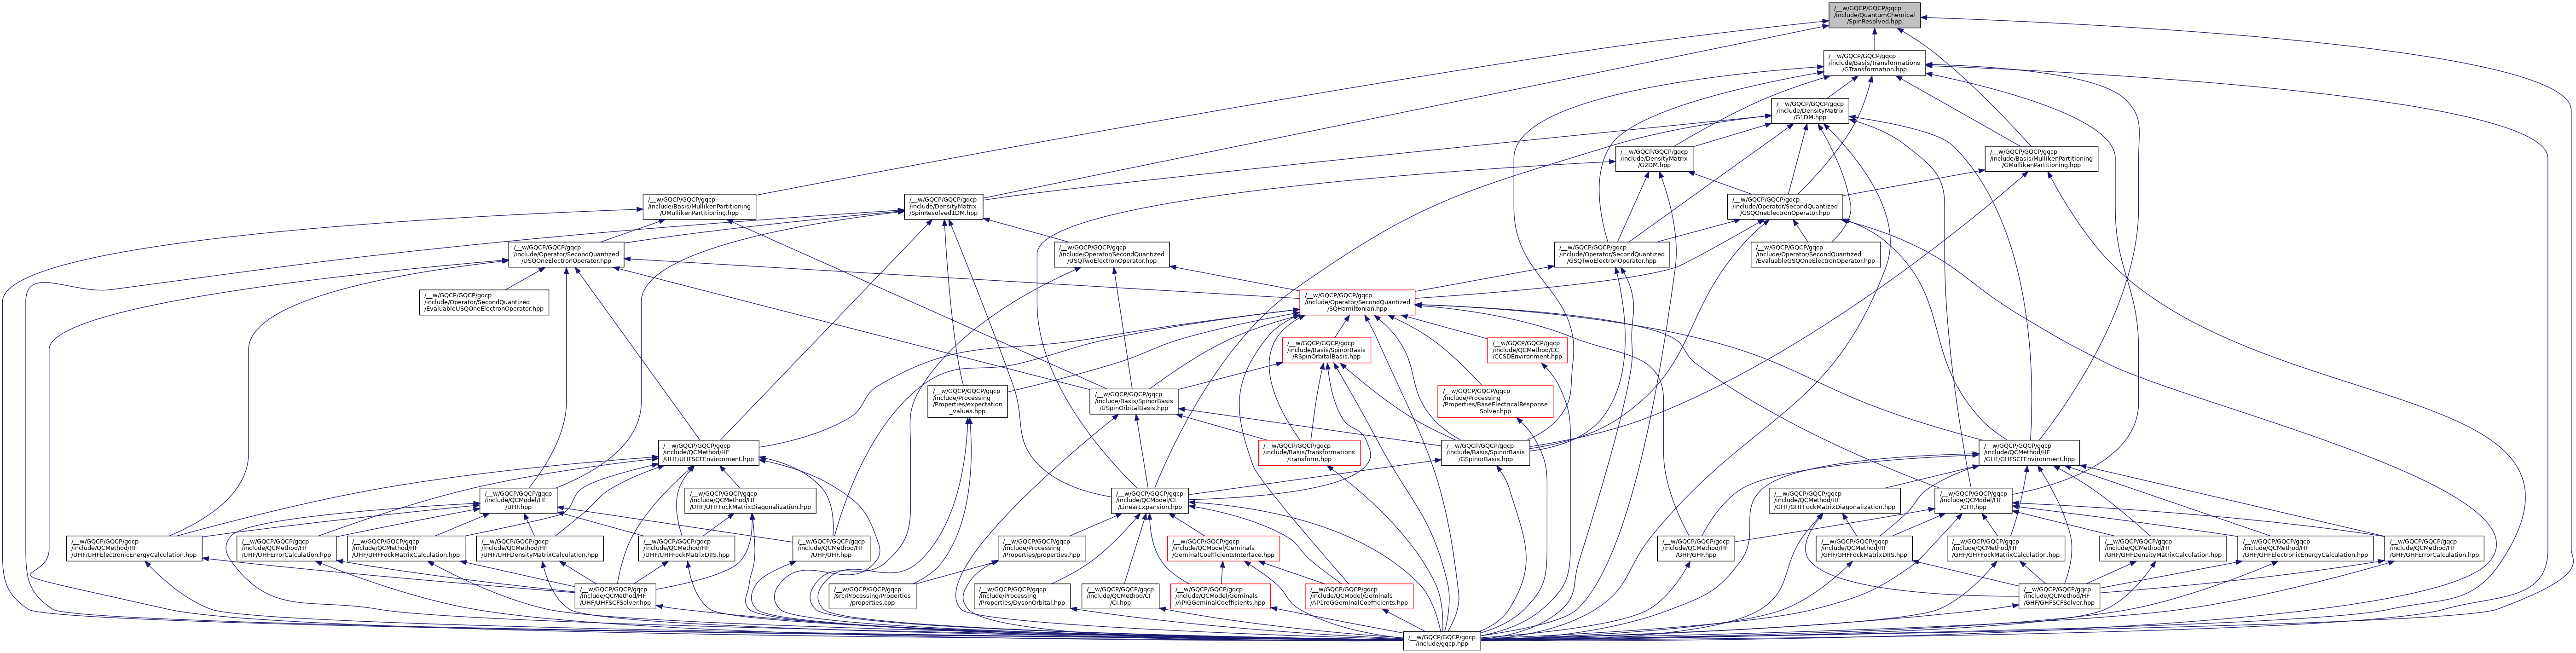 /__w/GQCP/GQCP/gqcp
/include/QuantumChemical
/SpinResolved.hpp
/__w/GQCP/GQCP/gqcp
/include/Basis/Transformations
/GTransformation.hpp
/__w/GQCP/GQCP/gqcp
/include/DensityMatrix
/G1DM.hpp
/__w/GQCP/GQCP/gqcp
/include/DensityMatrix
/G2DM.hpp
/__w/GQCP/GQCP/gqcp
/include/Basis/MullikenPartitioning
/GMullikenPartitioning.hpp
/__w/GQCP/GQCP/gqcp
/include/Basis/MullikenPartitioning
/UMullikenPartitioning.hpp
/__w/GQCP/GQCP/gqcp
/include/DensityMatrix
/SpinResolved1DM.hpp
/__w/GQCP/GQCP/gqcp
/include/Operator/SecondQuantized
/GSQOneElectronOperator.hpp
/__w/GQCP/GQCP/gqcp
/include/Operator/SecondQuantized
/USQOneElectronOperator.hpp
/__w/GQCP/GQCP/gqcp
/include/Operator/SecondQuantized
/USQTwoElectronOperator.hpp
/__w/GQCP/GQCP/gqcp
/include/Operator/SecondQuantized
/GSQTwoElectronOperator.hpp
/__w/GQCP/GQCP/gqcp
/include/Operator/SecondQuantized
/EvaluableGSQOneElectronOperator.hpp
/__w/GQCP/GQCP/gqcp
/include/Operator/SecondQuantized
/EvaluableUSQOneElectronOperator.hpp
/__w/GQCP/GQCP/gqcp
/include/Operator/SecondQuantized
/SQHamiltonian.hpp
/__w/GQCP/GQCP/gqcp
/include/Basis/SpinorBasis
/RSpinOrbitalBasis.hpp
/__w/GQCP/GQCP/gqcp
/include/QCMethod/CC
/CCSDEnvironment.hpp
/__w/GQCP/GQCP/gqcp
/include/Processing
/Properties/expectation
_values.hpp
/__w/GQCP/GQCP/gqcp
/include/Basis/SpinorBasis
/USpinOrbitalBasis.hpp
/__w/GQCP/GQCP/gqcp
/include/Processing
/Properties/BaseElectricalResponse
Solver.hpp
/__w/GQCP/GQCP/gqcp
/include/QCMethod/HF
/UHF/UHFSCFEnvironment.hpp
/__w/GQCP/GQCP/gqcp
/include/Basis/Transformations
/transform.hpp
/__w/GQCP/GQCP/gqcp
/include/Basis/SpinorBasis
/GSpinorBasis.hpp
/__w/GQCP/GQCP/gqcp
/include/QCMethod/HF
/GHF/GHFSCFEnvironment.hpp
/__w/GQCP/GQCP/gqcp
/include/QCModel/HF
/UHF.hpp
/__w/GQCP/GQCP/gqcp
/include/QCMethod/HF
/UHF/UHFFockMatrixDiagonalization.hpp
/__w/GQCP/GQCP/gqcp
/include/QCModel/CI
/LinearExpansion.hpp
/__w/GQCP/GQCP/gqcp
/include/QCMethod/HF
/GHF/GHFFockMatrixDiagonalization.hpp
/__w/GQCP/GQCP/gqcp
/include/QCModel/HF
/GHF.hpp
/__w/GQCP/GQCP/gqcp
/include/QCMethod/HF
/UHF/UHFElectronicEnergyCalculation.hpp
/__w/GQCP/GQCP/gqcp
/include/QCMethod/HF
/UHF/UHFErrorCalculation.hpp
/__w/GQCP/GQCP/gqcp
/include/QCMethod/HF
/UHF/UHFFockMatrixCalculation.hpp
/__w/GQCP/GQCP/gqcp
/include/QCMethod/HF
/UHF/UHFDensityMatrixCalculation.hpp
/__w/GQCP/GQCP/gqcp
/include/QCMethod/HF
/UHF/UHFFockMatrixDIIS.hpp
/__w/GQCP/GQCP/gqcp
/include/QCMethod/HF
/UHF/UHF.hpp
/__w/GQCP/GQCP/gqcp
/include/Processing
/Properties/properties.hpp
/__w/GQCP/GQCP/gqcp
/include/QCModel/Geminals
/GeminalCoefficientsInterface.hpp
/__w/GQCP/GQCP/gqcp
/include/QCMethod/HF
/GHF/GHF.hpp
/__w/GQCP/GQCP/gqcp
/include/QCMethod/HF
/GHF/GHFFockMatrixDIIS.hpp
/__w/GQCP/GQCP/gqcp
/include/QCMethod/HF
/GHF/GHFFockMatrixCalculation.hpp
/__w/GQCP/GQCP/gqcp
/include/QCMethod/HF
/GHF/GHFDensityMatrixCalculation.hpp
/__w/GQCP/GQCP/gqcp
/include/QCMethod/HF
/GHF/GHFElectronicEnergyCalculation.hpp
/__w/GQCP/GQCP/gqcp
/include/QCMethod/HF
/GHF/GHFErrorCalculation.hpp
/__w/GQCP/GQCP/gqcp
/include/QCMethod/HF
/UHF/UHFSCFSolver.hpp
/__w/GQCP/GQCP/gqcp
/src/Processing/Properties
/properties.cpp
/__w/GQCP/GQCP/gqcp
/include/Processing
/Properties/DysonOrbital.hpp
/__w/GQCP/GQCP/gqcp
/include/QCMethod/CI
/CI.hpp
/__w/GQCP/GQCP/gqcp
/include/QCModel/Geminals
/APIGGeminalCoefficients.hpp
/__w/GQCP/GQCP/gqcp
/include/QCModel/Geminals
/AP1roGGeminalCoefficients.hpp
/__w/GQCP/GQCP/gqcp
/include/QCMethod/HF
/GHF/GHFSCFSolver.hpp
/__w/GQCP/GQCP/gqcp
/include/gqcp.hpp